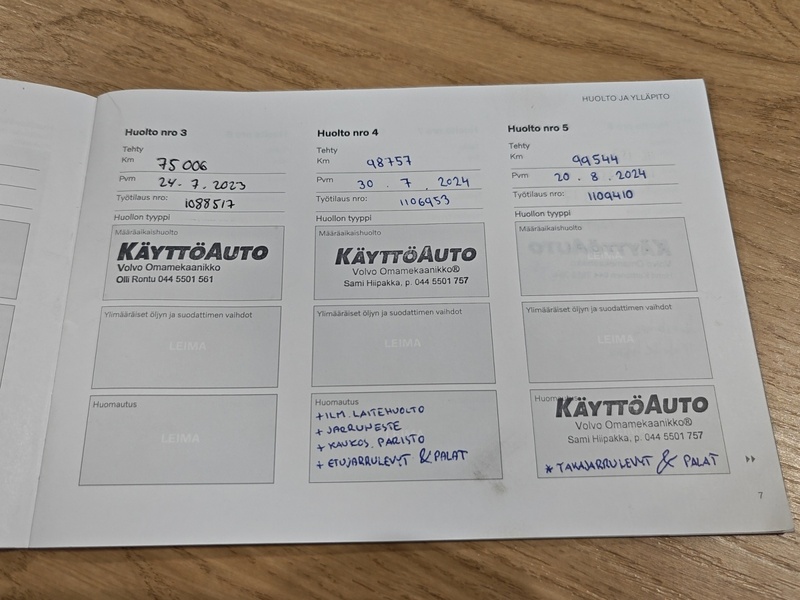 HUOLTO JA YLLÄPITO
Huolto nro 3
Tehty
Km 75 006
Pvm 24. 7. 2023
Työtilaus nro: 1088517
Huollon tyyppi
Määräaikaishuolto
KÄYTTÖAUTO
Volvo Omamekaanikko
Olli Rontu 044 5501 561
Ylimääräiset öljyn ja suodattimen vaihdot
LEIMA
Huomautus
LEIMA
Huolto nro 4
Tehty
Km 98757
Pvm 30. 7. 2024
Työtilaus nro: 1106953
Huollon tyyppi
Määräaikaishuolto
KÄYTTÖAUTO
Volvo Omamekaanikko®
Sami Hiipakka, p. 044 5501 757
Ylimääräiset öljyn ja suodattimen vaihdot
LEIMA
Huomautus
+ ILM. LAITEHUOLTO
+ JARRUNESTE
+ KAUKOS. PARISTO
+ ETUJARRULEVYT & PALAT
Huolto nro 5
Tehty
Km 99544
Pvm 20. 8. 2024
Työtilaus nro: 1109410
Huollon tyyppi
Määräaikaishuolto
Ylimääräiset öljyn ja suodattimen vaihdot
LEIMA
Huomautus
KÄYTTÖAUTO
Volvo Omamekaanikko®
Sami Hiipakka, p. 044 5501 757
* TAKAJARRULEVYT & PALAT
7